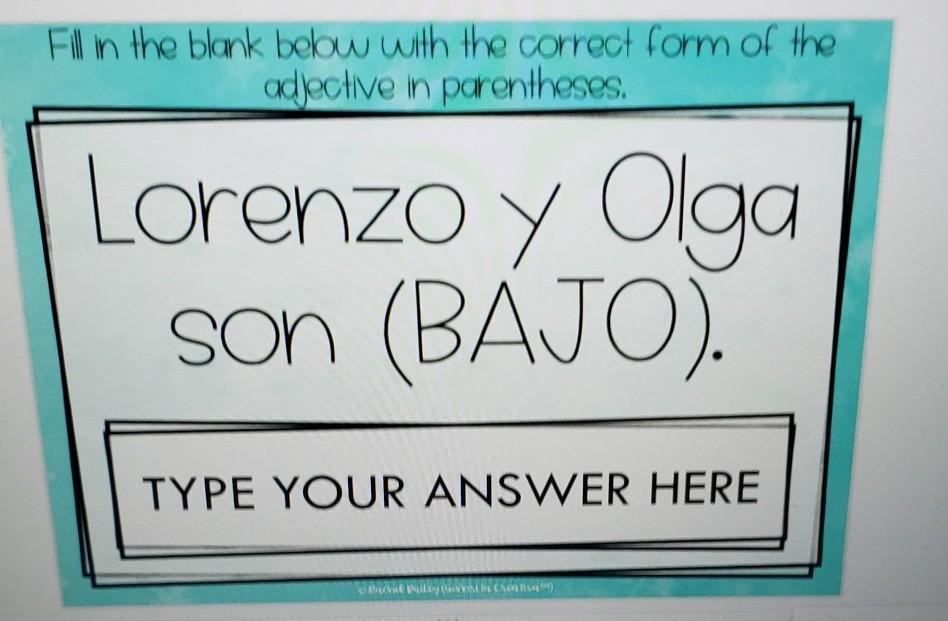 Fill in the blank below with the correct form of the
adjective in parentheses.
Lorenzo y Olga
son (BAJO).
TYPE YOUR ANSWER HERE
©